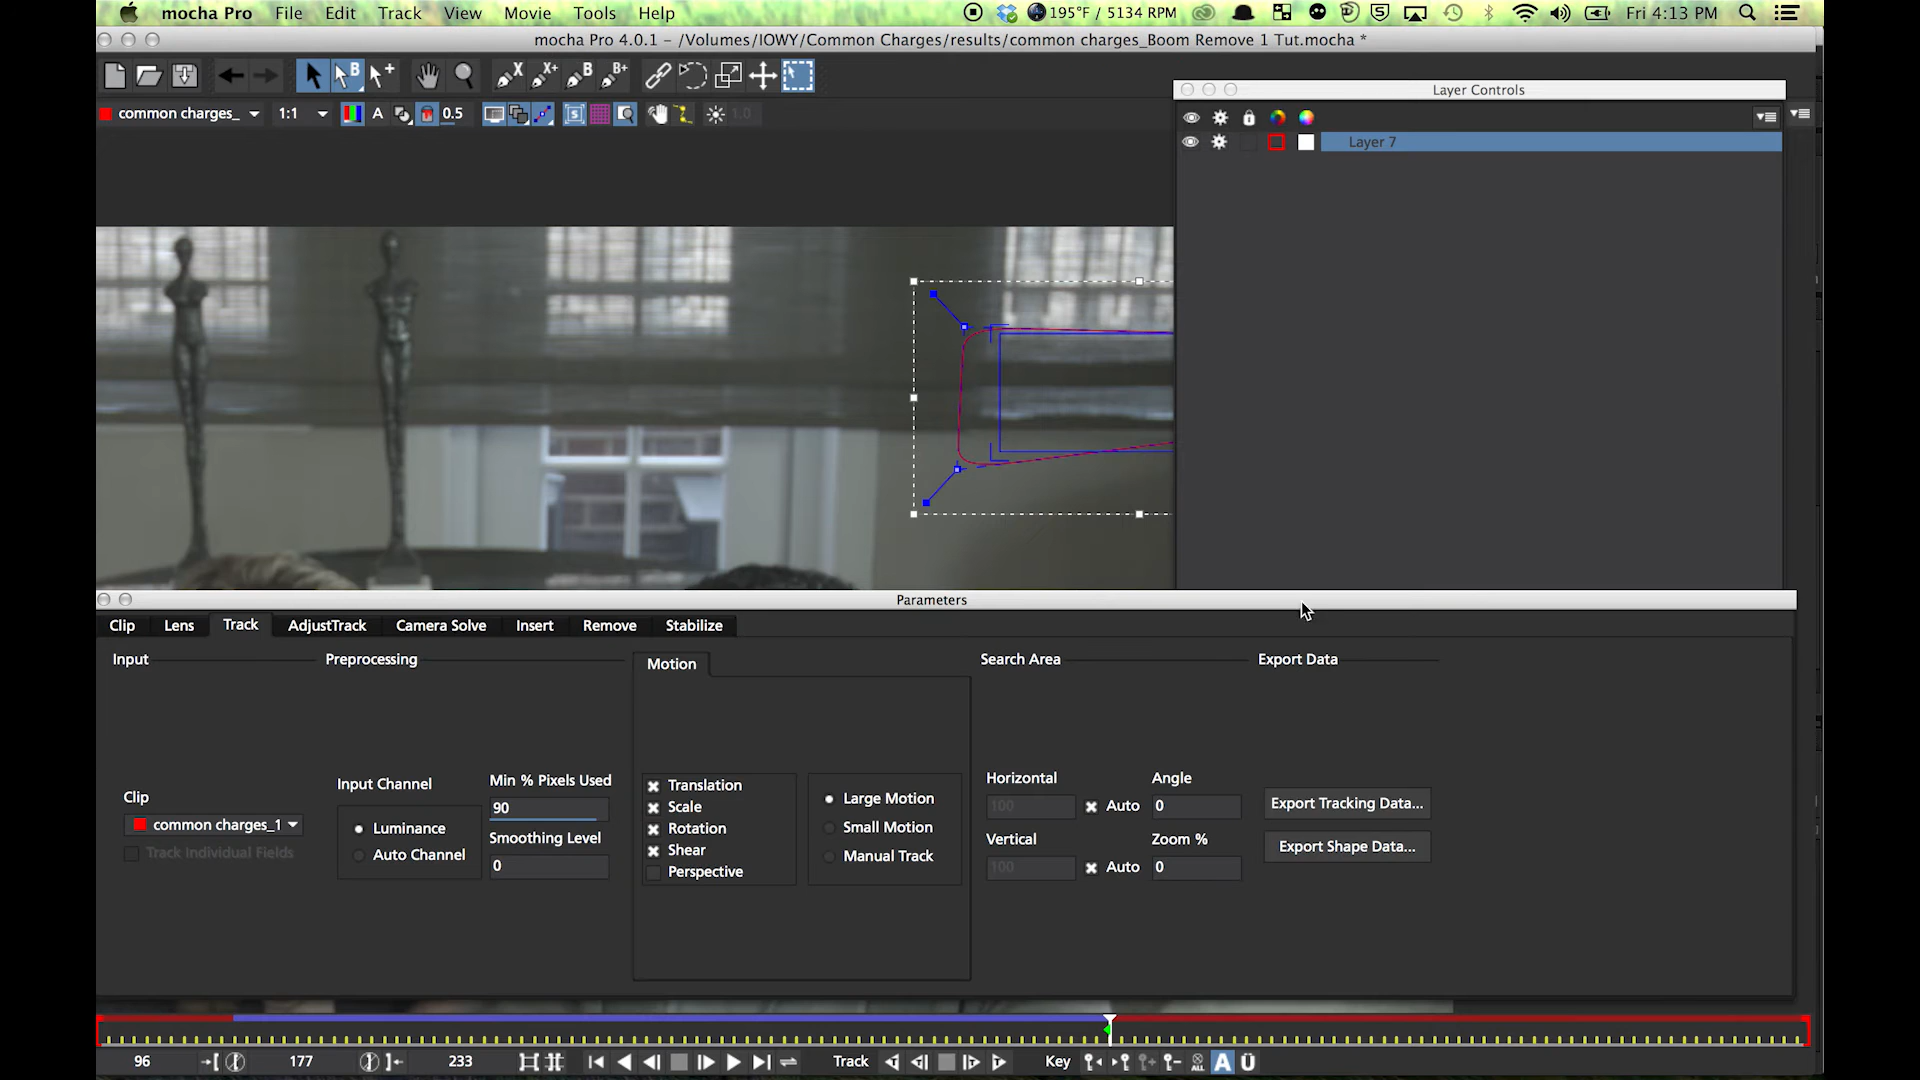 mocha Pro File Edit Track View Movie Tools Help 195°F / 5134 RPM Fri 4:13 PM
mocha Pro 4.0.1 – /Volumes/IOWY/Common Charges/results/common charges_Boom Remove 1 Tut.mocha *
Layer Controls
common charges_ 1:1 A 0.5 1.0
Layer 7
Parameters
Clip Lens Track AdjustTrack Camera Solve Insert Remove Stabilize
Input Preprocessing Motion Search Area Export Data
Clip
common charges_1
Track Individual Fields
Input Channel
Luminance
Auto Channel
Min % Pixels Used
90
Smoothing Level
0
Translation
Scale
Rotation
Shear
Perspective
Large Motion
Small Motion
Manual Track
Horizontal Angle
100 Auto 0
Vertical Zoom %
100 Auto 0
Export Tracking Data...
Export Shape Data...
96 177 233 Track Key ALL A Ü